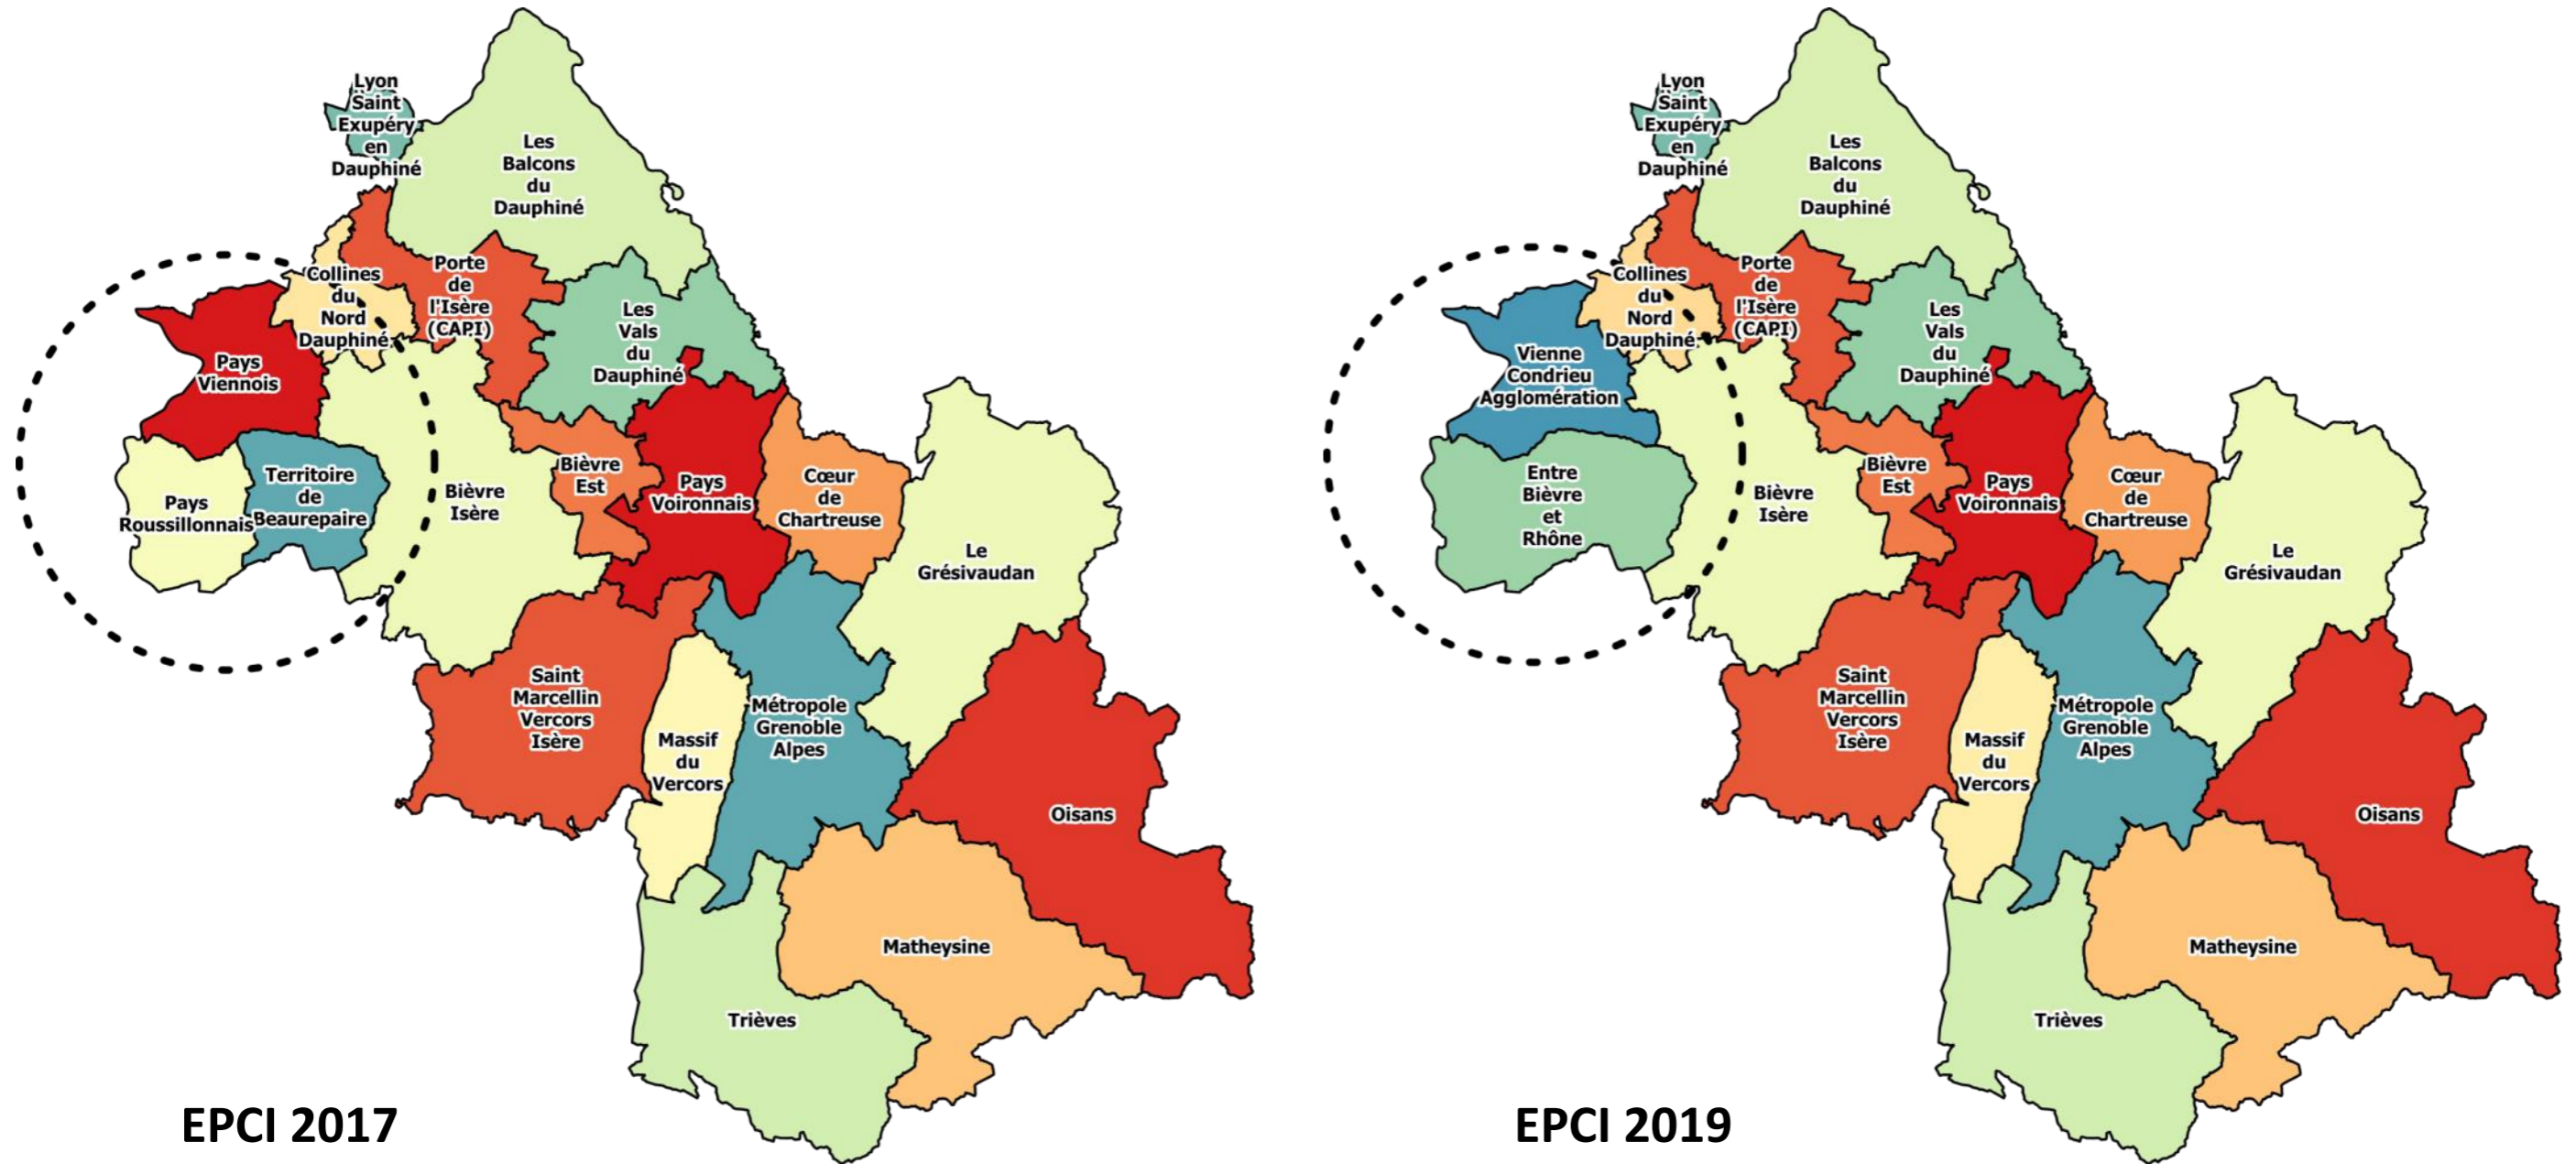 Lyon
Saint
Exupéry
en
Dauphiné
Les
Balcons
du
Dauphiné
Collines
du
Nord
Dauphiné
Porte
de
l'Isère
(CAPI)
Les
Vals
du
Dauphiné
Pays
Viennois
Pays
Roussillonnais
Territoire
de
Beaurepaire
Bièvre
Isère
Bièvre
Est
Pays
Voironnais
Cœur
de
Chartreuse
Le
Grésivaudan
Saint
Marcellin
Vercors
Isère
Massif
du
Vercors
Métropole
Grenoble
Alpes
Oisans
Matheysine
Trièves
EPCI 2017
Lyon
Saint
Exupéry
en
Dauphiné
Les
Balcons
du
Dauphiné
Collines
du
Nord
Dauphiné
Porte
de
l'Isère
(CAPI)
Les
Vals
du
Dauphiné
Vienne
Condrieu
Agglomération
Entre
Bièvre
et
Rhône
Bièvre
Isère
Bièvre
Est
Pays
Voironnais
Cœur
de
Chartreuse
Le
Grésivaudan
Saint
Marcellin
Vercors
Isère
Massif
du
Vercors
Métropole
Grenoble
Alpes
Oisans
Matheysine
Trièves
EPCI 2019